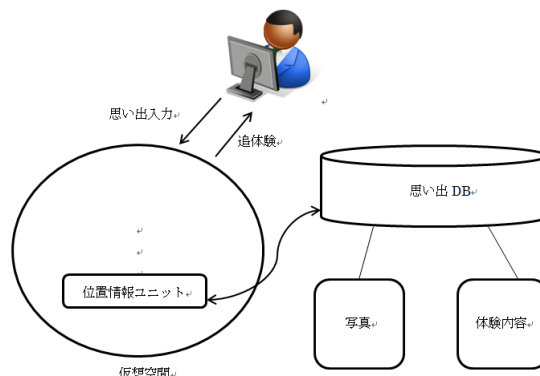 思い出入力
追体験
思い出 DB
位置情報ユニット
写真
体験内容
仮想空間